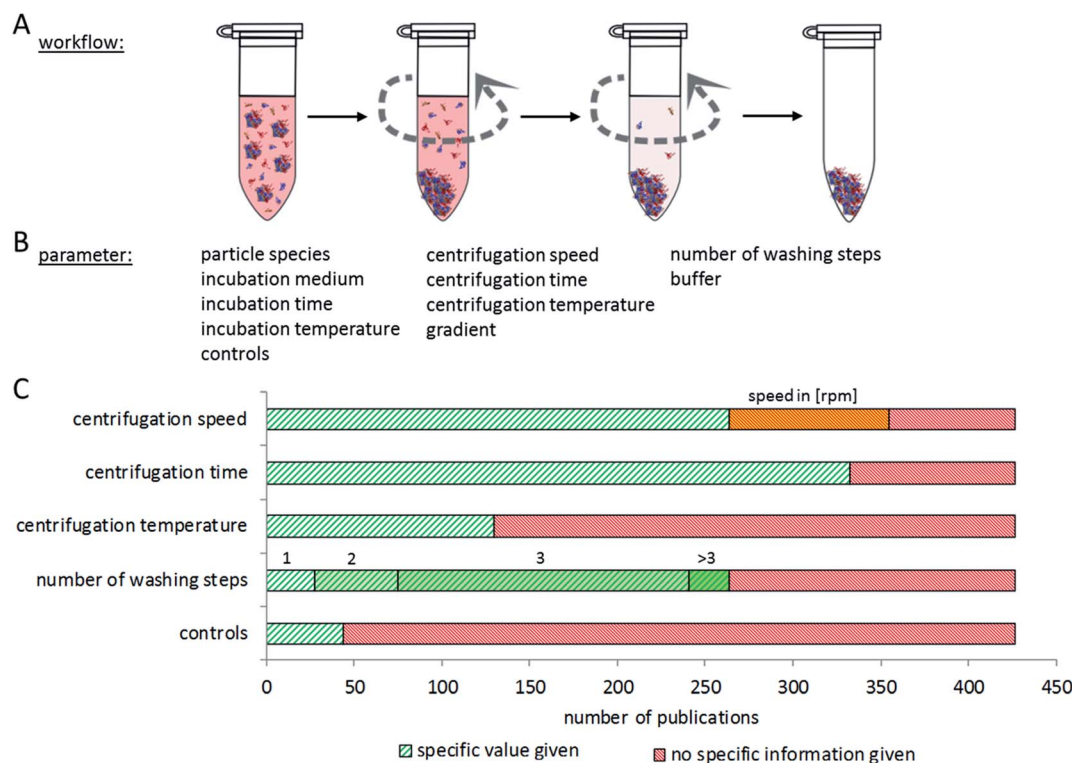 A
workflow:
B
parameter:
particle species
incubation medium
incubation time
incubation temperature
controls
centrifugation speed
centrifugation time
centrifugation temperature
gradient
number of washing steps
buffer
C
speed in [rpm]
centrifugation speed
centrifugation time
centrifugation temperature
1 2 3 >3
number of washing steps
controls
0 50 100 150 200 250 300 350 400 450
number of publications
specific value given no specific information given